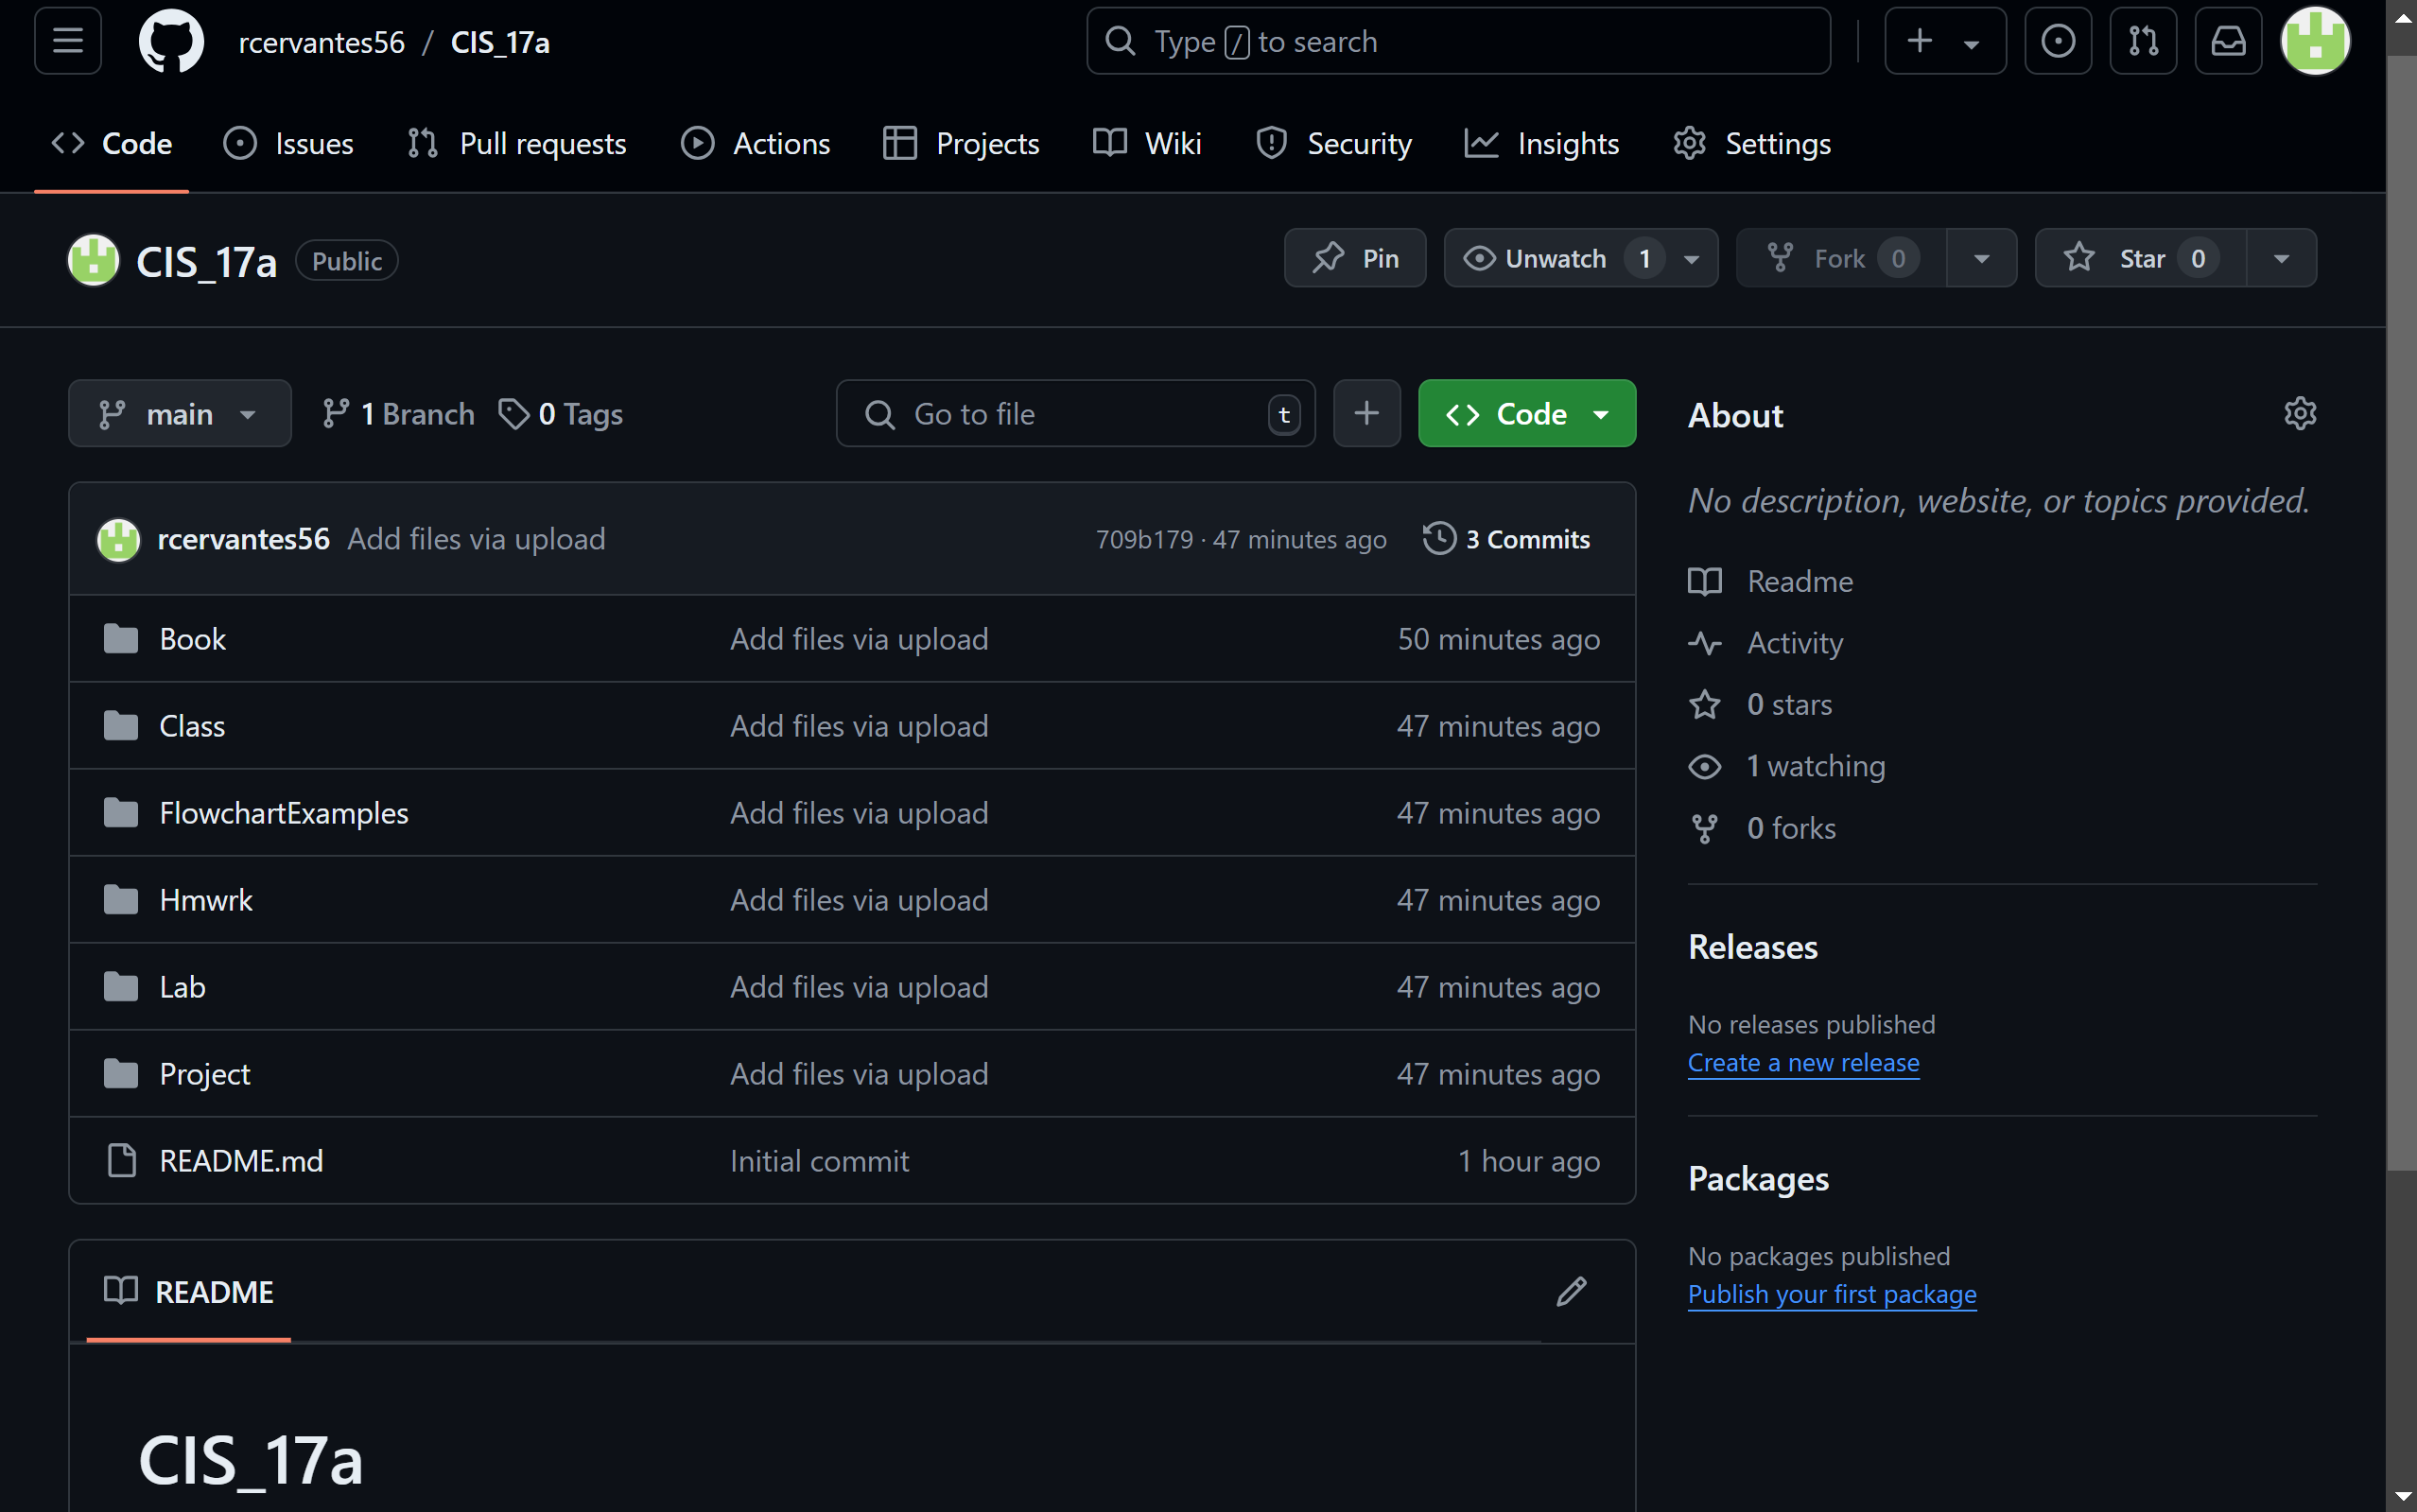 rcervantes56 / CIS_17a
Type / to search
Code Issues Pull requests Actions Projects Wiki Security Insights Settings
CIS_17a Public
Pin Unwatch 1 Fork 0 Star 0
main 1 Branch 0 Tags Go to file t Code
rcervantes56 Add files via upload 709b179 · 47 minutes ago 3 Commits
Book Add files via upload 50 minutes ago
Class Add files via upload 47 minutes ago
FlowchartExamples Add files via upload 47 minutes ago
Hmwrk Add files via upload 47 minutes ago
Lab Add files via upload 47 minutes ago
Project Add files via upload 47 minutes ago
README.md Initial commit 1 hour ago
README
CIS_17a
About
No description, website, or topics provided.
Readme
Activity
0 stars
1 watching
0 forks
Releases
No releases published
Create a new release
Packages
No packages published
Publish your first package